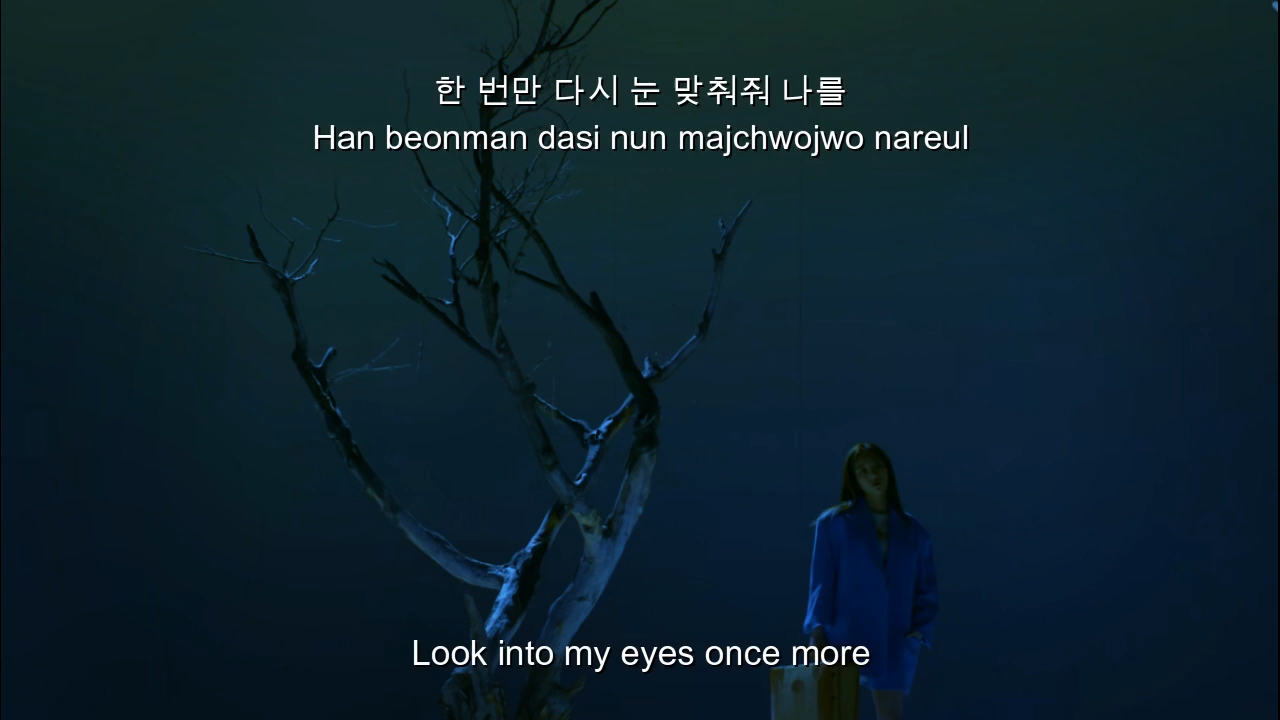 한 번만 다시 눈 맞춰줘 나를
Han beonman dasi nun majchwojwo nareul
Look into my eyes once more